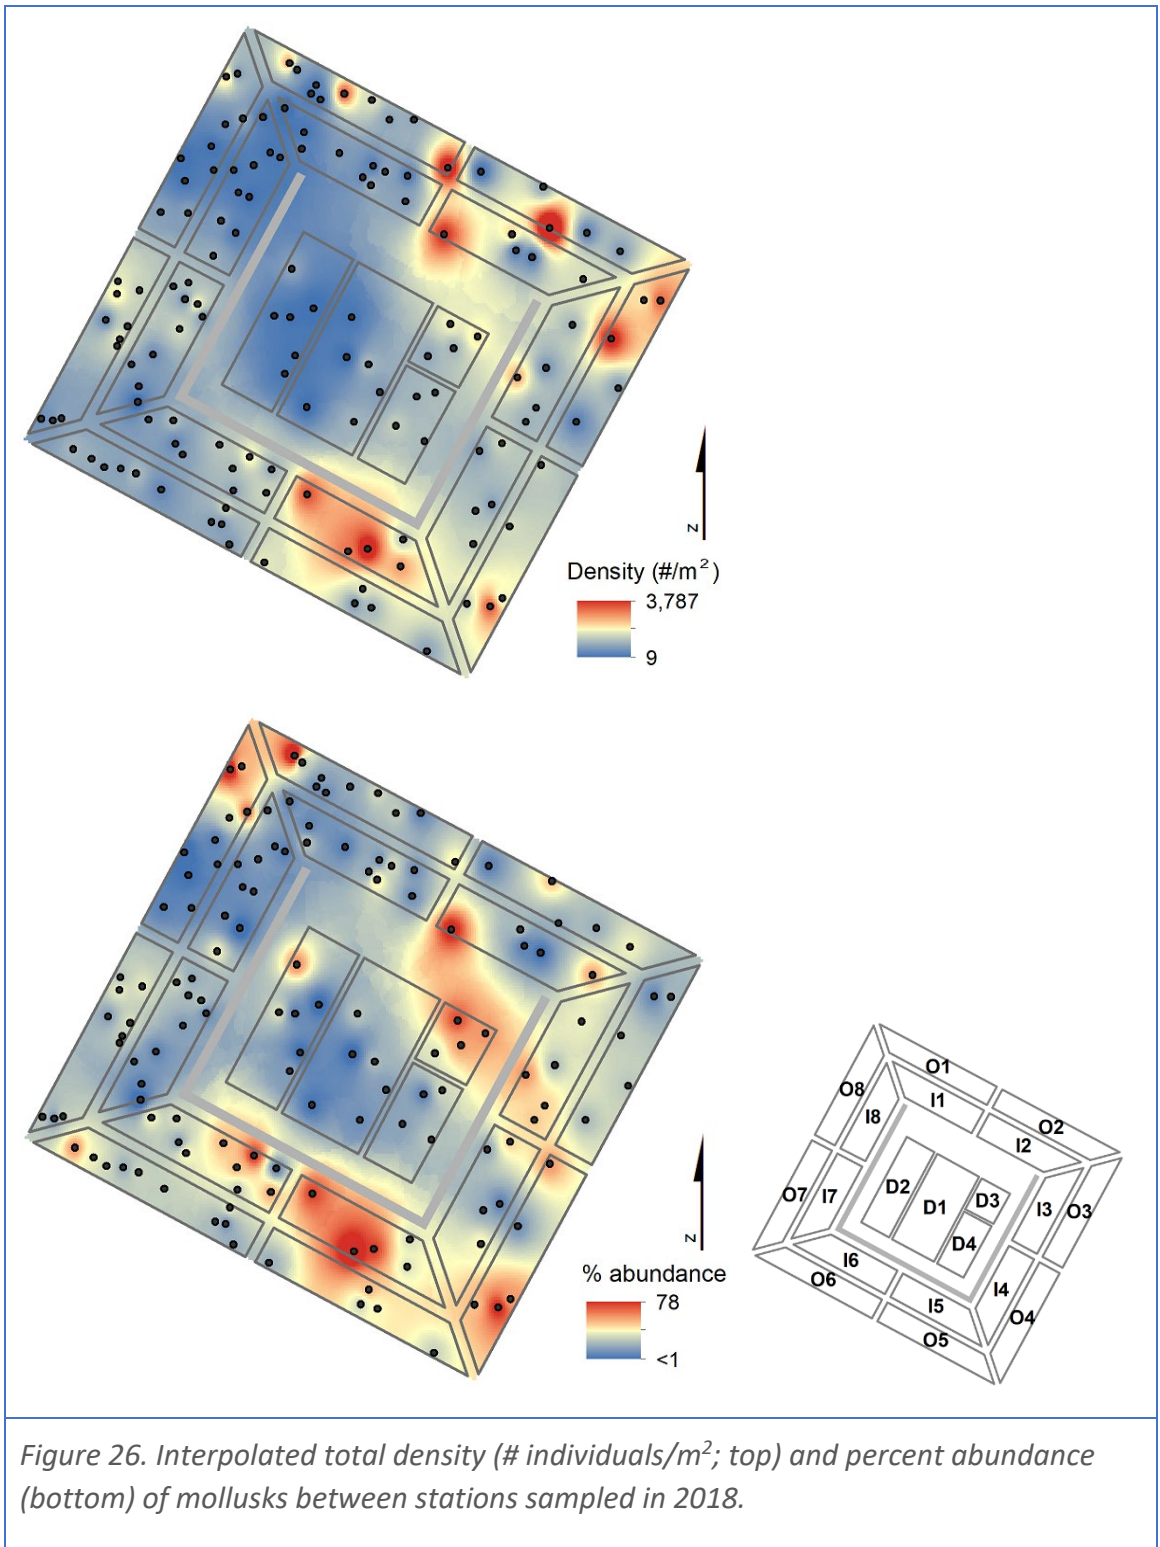 z
Density (#/m²)
3,787
9
z
% abundance
78
<1
O1
O8
I1
I8
O2
I2
D2
D3
I3
O3
O7
I7
D1
D4
I6
O6
I4
I5
O4
O5
Figure 26. Interpolated total density (# individuals/m²; top) and percent abundance
(bottom) of mollusks between stations sampled in 2018.